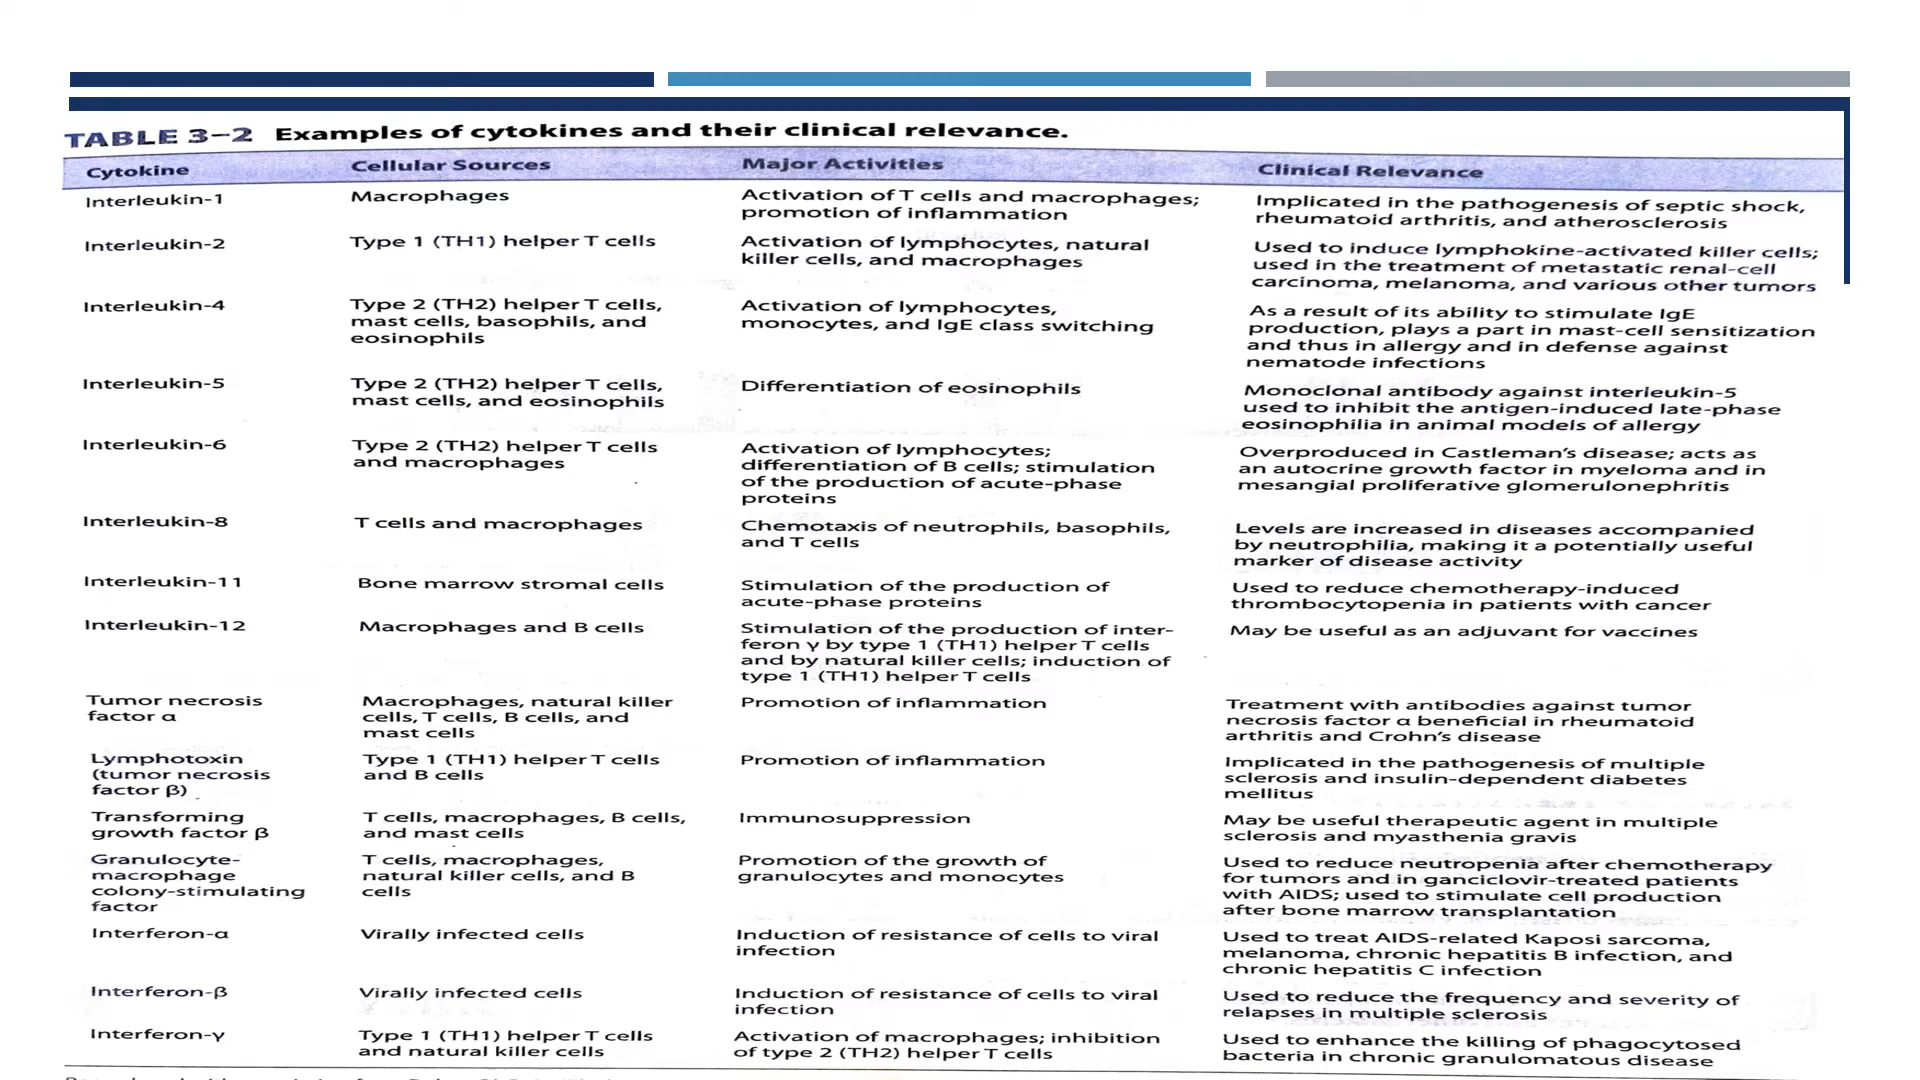 TABLE 3–2 Examples of cytokines and their clinical relevance.
Cytokine Cellular Sources Major Activities Clinical Relevance
Interleukin-1 Macrophages Activation of T cells and macrophages; Implicated in the pathogenesis of septic shock,
promotion of inflammation rheumatoid arthritis, and atherosclerosis
Interleukin-2 Type 1 (TH1) helper T cells Activation of lymphocytes, natural Used to induce lymphokine-activated killer cells;
killer cells, and macrophages used in the treatment of metastatic renal-cell
carcinoma, melanoma, and various other tumors
Interleukin-4 Type 2 (TH2) helper T cells, Activation of lymphocytes, As a result of its ability to stimulate IgE
mast cells, basophils, and monocytes, and IgE class switching production, plays a part in mast-cell sensitization
eosinophils and thus in allergy and in defense against
nematode infections
Interleukin-5 Type 2 (TH2) helper T cells, Differentiation of eosinophils Monoclonal antibody against interleukin-5
mast cells, and eosinophils used to inhibit the antigen-induced late-phase
eosinophilia in animal models of allergy
Interleukin-6 Type 2 (TH2) helper T cells Activation of lymphocytes; Overproduced in Castleman's disease; acts as
and macrophages differentiation of B cells; stimulation an autocrine growth factor in myeloma and in
of the production of acute-phase mesangial proliferative glomerulonephritis
proteins
Interleukin-8 T cells and macrophages Chemotaxis of neutrophils, basophils, Levels are increased in diseases accompanied
and T cells by neutrophilia, making it a potentially useful
marker of disease activity
Interleukin-11 Bone marrow stromal cells Stimulation of the production of Used to reduce chemotherapy-induced
acute-phase proteins thrombocytopenia in patients with cancer
Interleukin-12 Macrophages and B cells Stimulation of the production of inter- May be useful as an adjuvant for vaccines
feron γ by type 1 (TH1) helper T cells
and by natural killer cells; induction of
type 1 (TH1) helper T cells
Tumor necrosis Macrophages, natural killer Promotion of inflammation Treatment with antibodies against tumor
factor α cells, T cells, B cells, and necrosis factor α beneficial in rheumatoid
mast cells arthritis and Crohn's disease
Lymphotoxin Type 1 (TH1) helper T cells Promotion of inflammation Implicated in the pathogenesis of multiple
(tumor necrosis and B cells sclerosis and insulin-dependent diabetes
factor β) mellitus
Transforming T cells, macrophages, B cells, Immunosuppression May be useful therapeutic agent in multiple
growth factor β and mast cells sclerosis and myasthenia gravis
Granulocyte- T cells, macrophages, Promotion of the growth of Used to reduce neutropenia after chemotherapy
macrophage natural killer cells, and B granulocytes and monocytes for tumors and in ganciclovir-treated patients
colony-stimulating cells with AIDS; used to stimulate cell production
factor after bone marrow transplantation
Interferon-α Virally infected cells Induction of resistance of cells to viral Used to treat AIDS-related Kaposi sarcoma,
infection melanoma, chronic hepatitis B infection, and
chronic hepatitis C infection
Interferon-β Virally infected cells Induction of resistance of cells to viral Used to reduce the frequency and severity of
infection relapses in multiple sclerosis
Interferon-γ Type 1 (TH1) helper T cells Activation of macrophages; inhibition Used to enhance the killing of phagocytosed
and natural killer cells of type 2 (TH2) helper T cells bacteria in chronic granulomatous disease